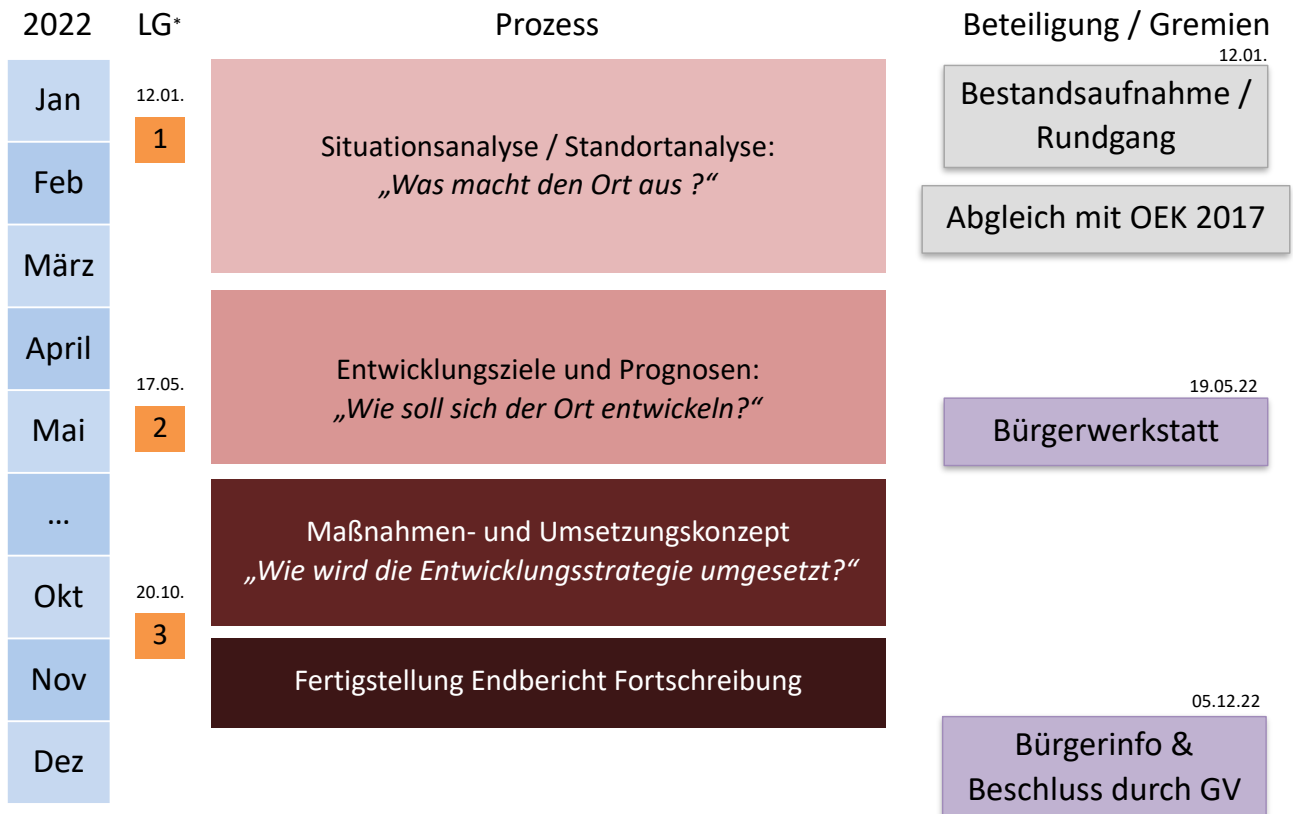 2022
LG*
Prozess
Beteiligung / Gremien
Jan
Feb
März
April
Mai
...
Okt
Nov
Dez
12.01.
1
17.05.
2
20.10.
3
Situationsanalyse / Standortanalyse:
„Was macht den Ort aus ?“
Entwicklungsziele und Prognosen:
„Wie soll sich der Ort entwickeln?“
Maßnahmen- und Umsetzungskonzept
„Wie wird die Entwicklungsstrategie umgesetzt?“
Fertigstellung Endbericht Fortschreibung
12.01.
Bestandsaufnahme /
Rundgang
Abgleich mit OEK 2017
19.05.22
Bürgerwerkstatt
05.12.22
Bürgerinfo &
Beschluss durch GV